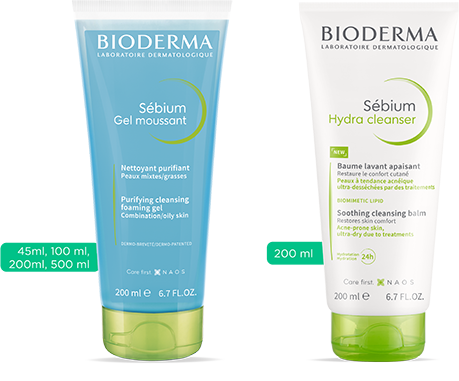 BIODERMA
LABORATOIRE DERMATOLOGIQUE
Sébium
Gel moussant
Nettoyant purifiant
Peaux mixtes/grasses
Purifying cleansing
foaming gel
Combination/oily skin
DERMO-BREVETÉ/DERMO-PATENTED
Care first NAOS
200 ml e 6.7 FL.OZ.
45ml, 100 ml,
200ml, 500 ml
BIODERMA
LABORATOIRE DERMATOLOGIQUE
Sébium
Hydra cleanser
NEW
Baume lavant apaisant
Restaure le confort cutané
Peaux à tendance acnéique
ultra-desséchées par des traitements
BIOMIMETIC LIPID
Soothing cleansing balm
Restores skin comfort
Acne-prone skin,
ultra-dry due to treatments
24h
Care first NAOS
200 ml e 6.7 FL.OZ.
200 ml